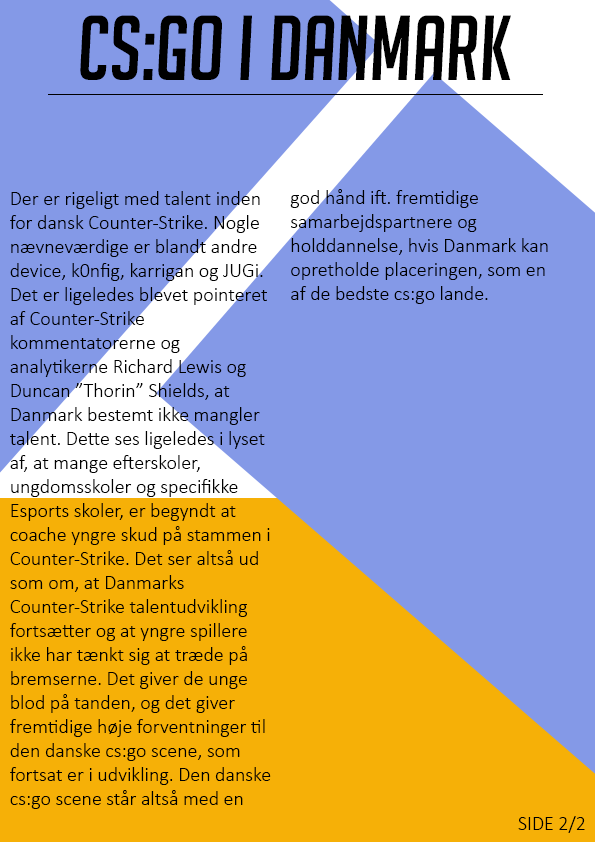 CS:GO I DANMARK
Der er rigeligt med talent inden
for dansk Counter-Strike. Nogle
nævneværdige er blandt andre
device, k0nfig, karrigan og JUGi.
Det er ligeledes blevet pointeret
af Counter-Strike
kommentatorerne og
analytikerne Richard Lewis og
Duncan ”Thorin” Shields, at
Danmark bestemt ikke mangler
talent. Dette ses ligeledes i lyset
af, at mange efterskoler,
ungdomsskoler og specifikke
Esports skoler, er begyndt at
coache yngre skud på stammen i
Counter-Strike. Det ser altså ud
som om, at Danmarks
Counter-Strike talentudvikling
fortsætter og at yngre spillere
ikke har tænkt sig at træde på
bremserne. Det giver de unge
blod på tanden, og det giver
fremtidige høje forventninger til
den danske cs:go scene, som
fortsat er i udvikling. Den danske
cs:go scene står altså med en
god hånd ift. fremtidige
samarbejdspartnere og
holddannelse, hvis Danmark kan
opretholde placeringen, som en
af de bedste cs:go lande.
SIDE 2/2